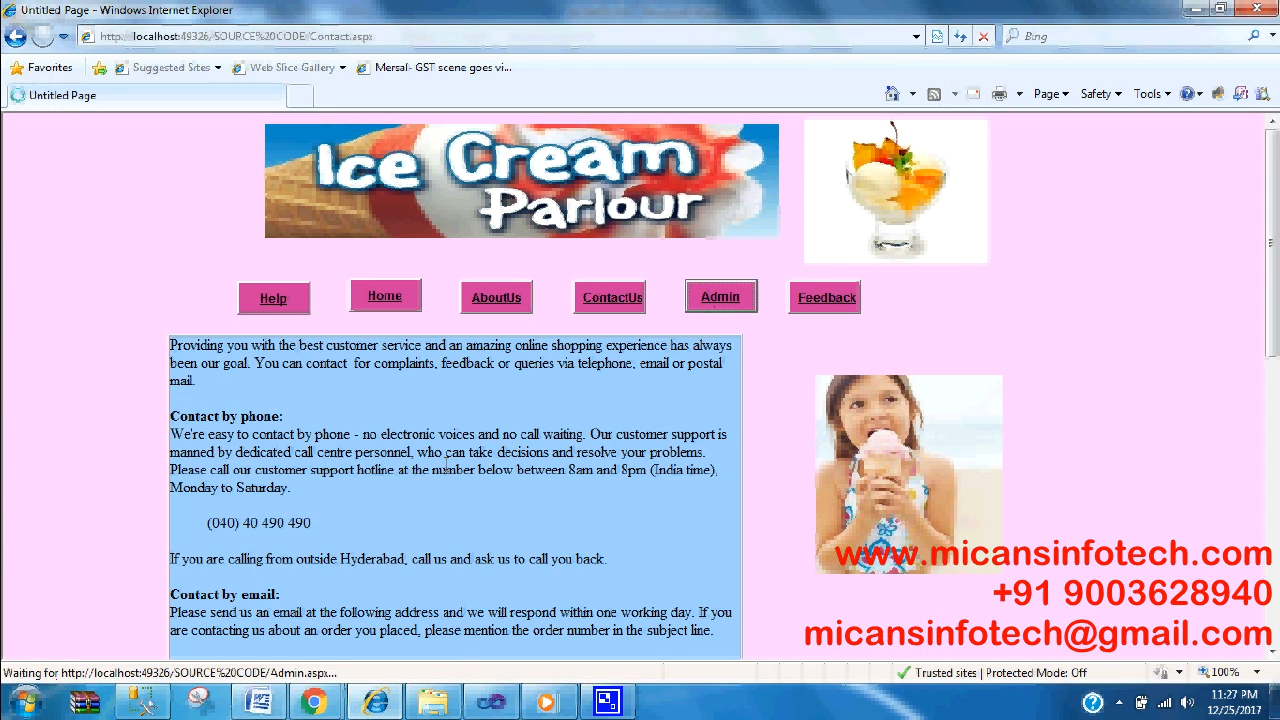 Untitled Page - Windows Internet Explorer
http://localhost:49326/SOURCE%20CODE/Contact.aspx
Bing
Favorites
Suggested Sites
Web Slice Gallery
Mersal- GST scene goes vi...
Untitled Page
Page
Safety
Tools
Ice Cream
Parlour
Help
Home
AboutUs
ContactUs
Admin
Feedback
Providing you with the best customer service and an amazing online shopping experience has always
been our goal. You can contact for complaints, feedback or queries via telephone, email or postal
mail.
Contact by phone:
We're easy to contact by phone - no electronic voices and no call waiting. Our customer support is
manned by dedicated call centre personnel, who can take decisions and resolve your problems.
Please call our customer support hotline at the number below between 8am and 8pm (India time),
Monday to Saturday.
(040) 40 490 490
If you are calling from outside Hyderabad, call us and ask us to call you back.
Contact by email:
Please send us an email at the following address and we will respond within one working day. If you
are contacting us about an order you placed, please mention the order number in the subject line.
www.micansinfotech.com
+91 9003628940
micansinfotech@gmail.com
Waiting for http://localhost:49326/SOURCE%20CODE/Admin.aspx...
Trusted sites | Protected Mode: Off
100%
11:27 PM
12/25/2017